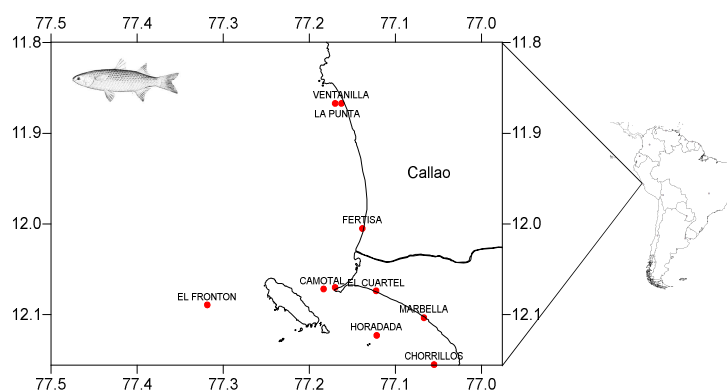 77.5 77.4 77.3 77.2 77.1 77.0
11.8 11.8
VENTANILLA
LA PUNTA
11.9 11.9
Callao
FERTISA
12.0 12.0
CAMOTAL EL CUARTEL
EL FRONTON
MARBELLA
12.1 12.1
HORADADA
CHORRILLOS
77.5 77.4 77.3 77.2 77.1 77.0